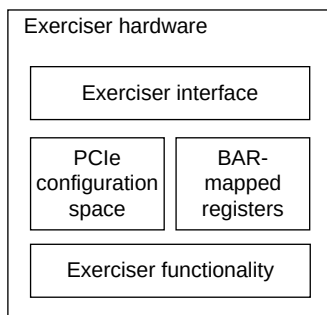 Exerciser hardware
Exerciser interface
PCIe
configuration
space
BAR-
mapped
registers
Exerciser functionality